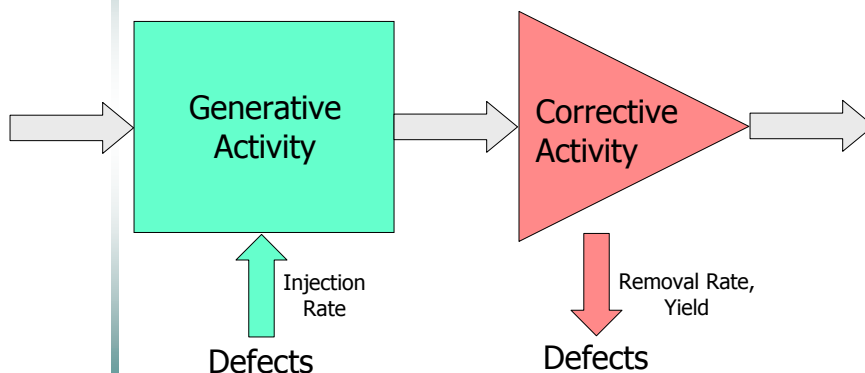 Generative
Activity
Corrective
Activity
Injection
Rate
Removal Rate,
Yield
Defects
Defects